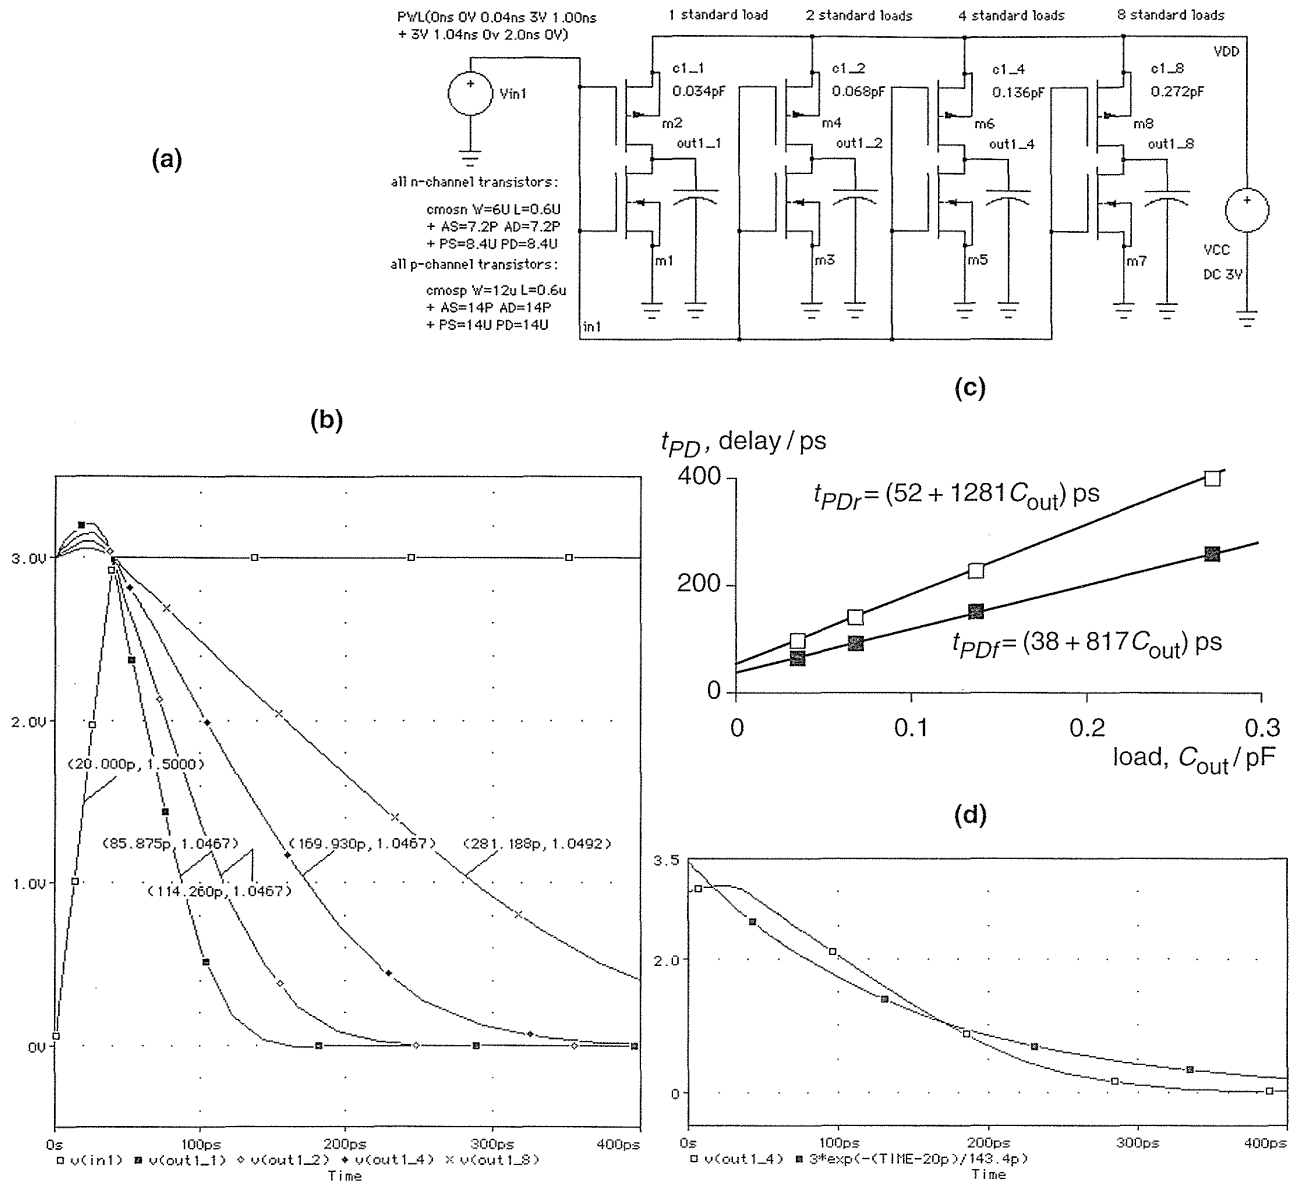 PWL(0ns 0V 0.04ns 3V 1.00ns
+ 3V 1.04ns 0v 2.0ns 0V)
1 standard load
2 standard loads
4 standard loads
8 standard loads
VDD
Vin1
c1_1
0.034pF
m2
out1_1
m1
c1_2
0.068pF
m4
out1_2
m3
c1_4
0.136pF
m6
out1_4
m5
c1_8
0.272pF
m8
out1_8
m7
VCC
DC 3V
(a)
all n-channel transistors:
cmosn W=6U L=0.6U
+ AS=7.2P AD=7.2P
+ PS=8.4U PD=8.4U
all p-channel transistors:
cmosp W=12u L=0.6u
+ AS=14P AD=14P
+ PS=14U PD=14U
in1
(b)
3.0V
2.0V
1.0V
0V
(20.000p,1.5000)
(85.875p,1.0467)
(114.260p,1.0467)
(169.930p,1.0467)
(281.188p,1.0492)
0s 100ps 200ps 300ps 400ps
v(in1) v(out1_1) v(out1_2) v(out1_4) v(out1_8)
Time
(c)
tPD, delay/ps
400
200
0
tPDr = (52 + 1281Cout) ps
tPDf = (38 + 817Cout) ps
0 0.1 0.2 0.3
load, Cout/pF
(d)
3.5
2.0
0
0s 100ps 200ps 300ps 400ps
v(out1_4) 3*exp(-(TIME-20p)/143.4p)
Time